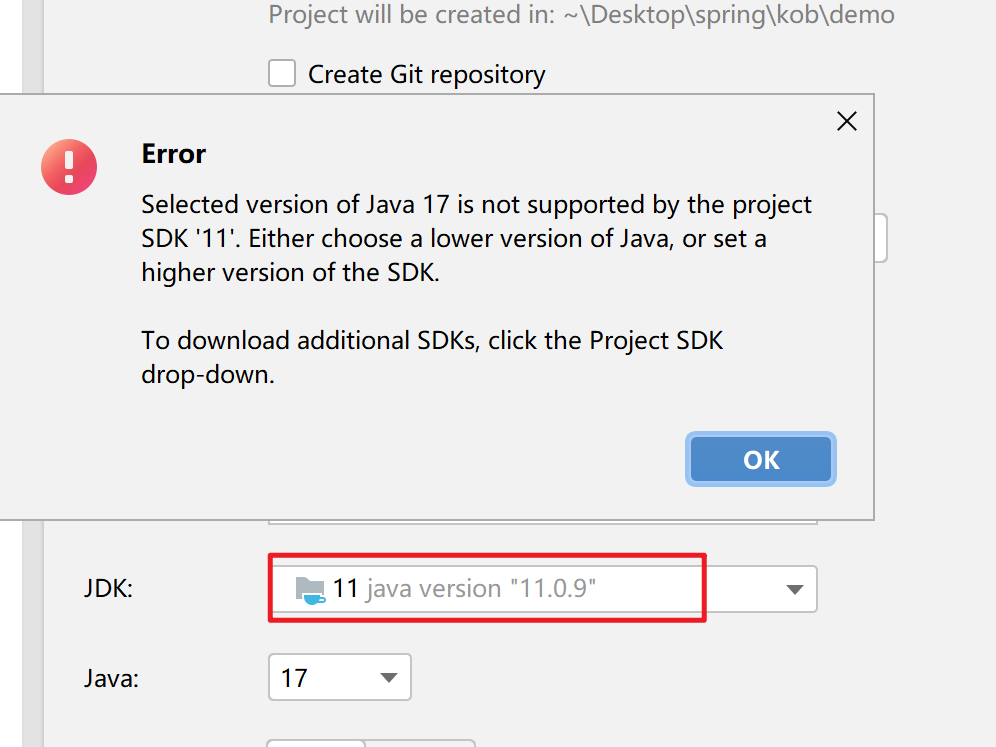 Project will be created in: ~\Desktop\spring\kob\demo
Create Git repository
Error
Selected version of Java 17 is not supported by the project
SDK '11'. Either choose a lower version of Java, or set a
higher version of the SDK.
To download additional SDKs, click the Project SDK
drop-down.
OK
JDK:
11 java version "11.0.9"
Java:
17